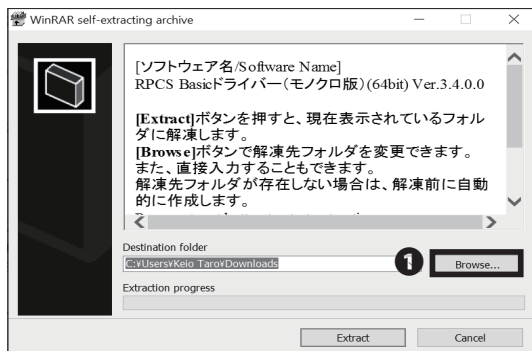 WinRAR self-extracting archive
[ソフトウェア名/Software Name]
RPCS Basicドライバー(モノクロ版)(64bit) Ver.3.4.0.0
[Extract]ボタンを押すと、現在表示されているフォル
ダに解凍します。
[Browse]ボタンで解凍先フォルダを変更できます。
また、直接入力することもできます。
解凍先フォルダが存在しない場合は、解凍前に自動
的に作成します。
Destination folder
C:¥Users¥Keio Taro¥Downloads
1
Browse...
Extraction progress
Extract
Cancel